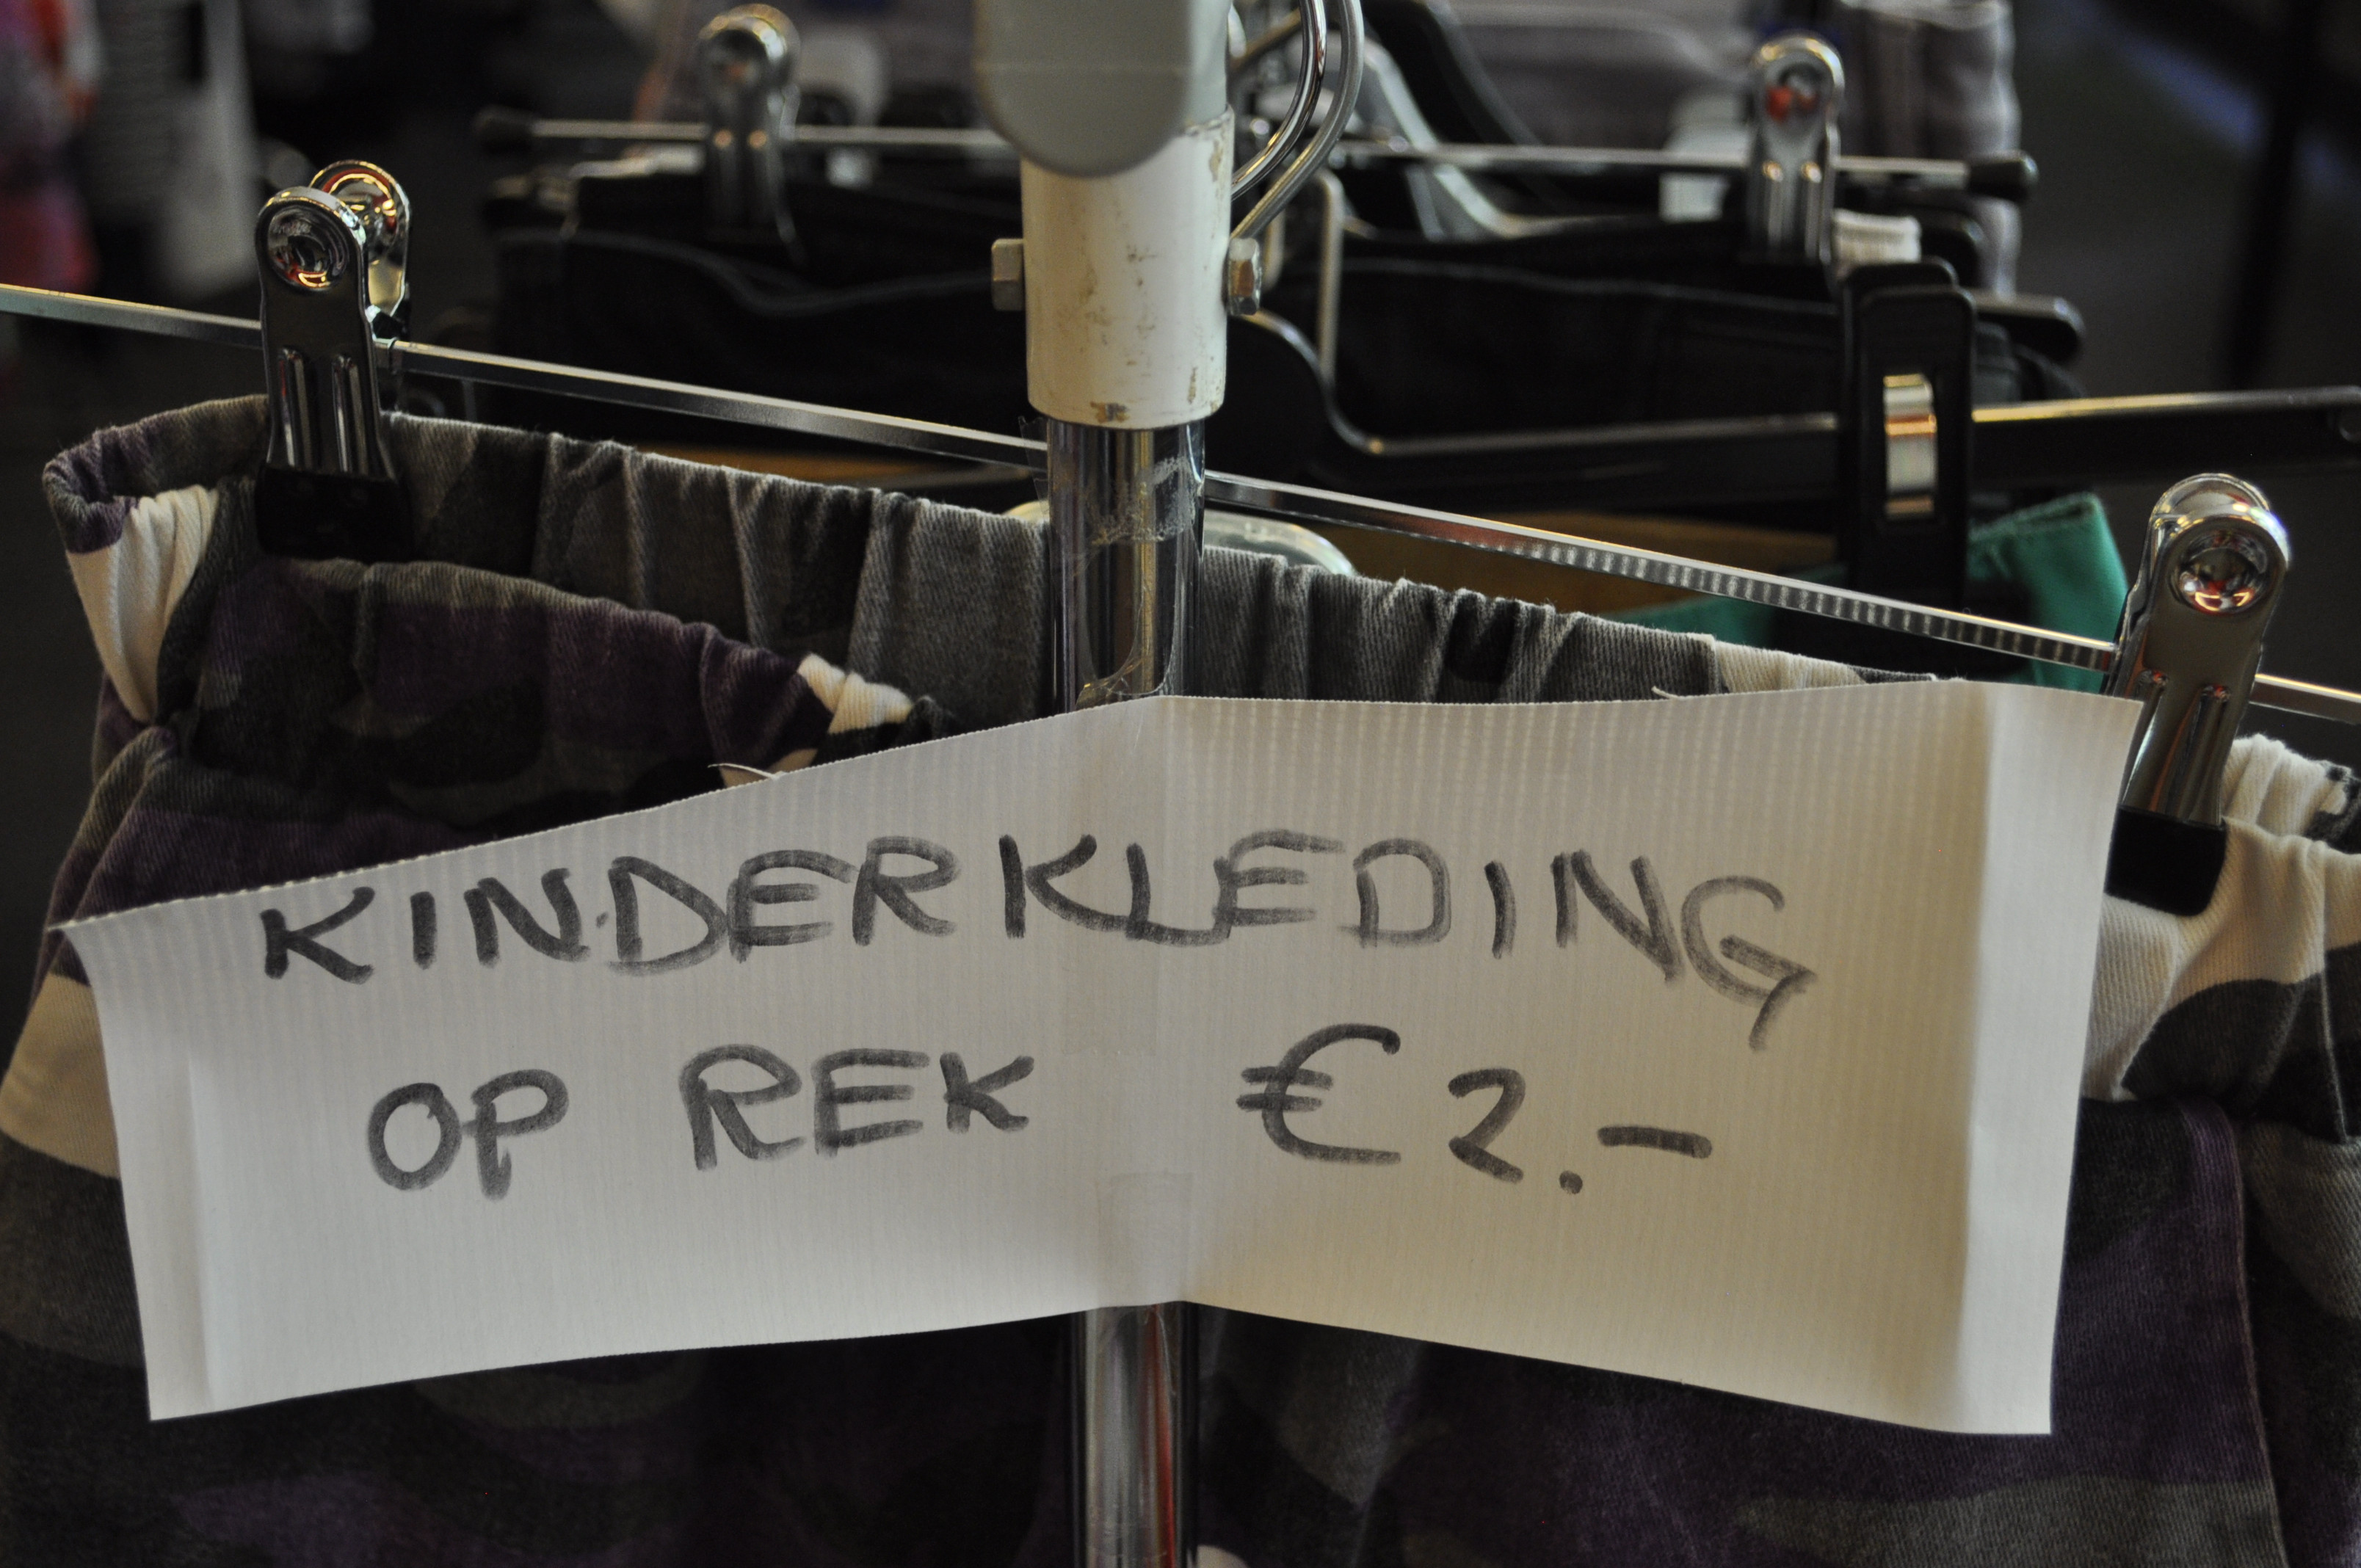 KINDERKLEDING
OP REK €2.-